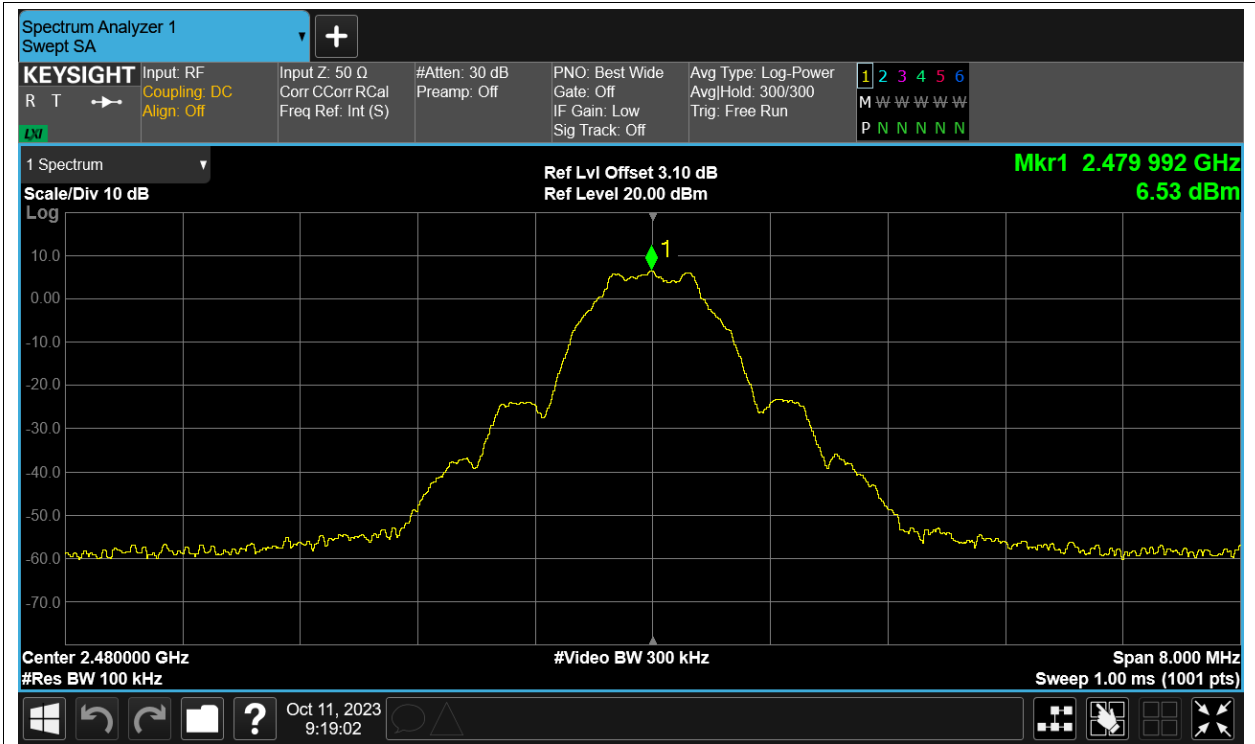 Spectrum Analyzer 1
Swept SA
KEYSIGHT
R T
LXI
Input: RF
Coupling: DC
Align: Off
Input Z: 50 Ω
Corr CCorr RCal
Freq Ref: Int (S)
#Atten: 30 dB
Preamp: Off
PNO: Best Wide
Gate: Off
IF Gain: Low
Sig Track: Off
Avg Type: Log-Power
Avg|Hold: 300/300
Trig: Free Run
1 2 3 4 5 6
M W W W W W
P N N N N N
1 Spectrum
Scale/Div 10 dB
Log
Ref Lvl Offset 3.10 dB
Ref Level 20.00 dBm
Mkr1 2.479 992 GHz
6.53 dBm
1
10.0
0.00
-10.0
-20.0
-30.0
-40.0
-50.0
-60.0
-70.0
Center 2.480000 GHz
#Video BW 300 kHz
Span 8.000 MHz
#Res BW 100 kHz
Sweep 1.00 ms (1001 pts)
?
Oct 11, 2023
9:19:02